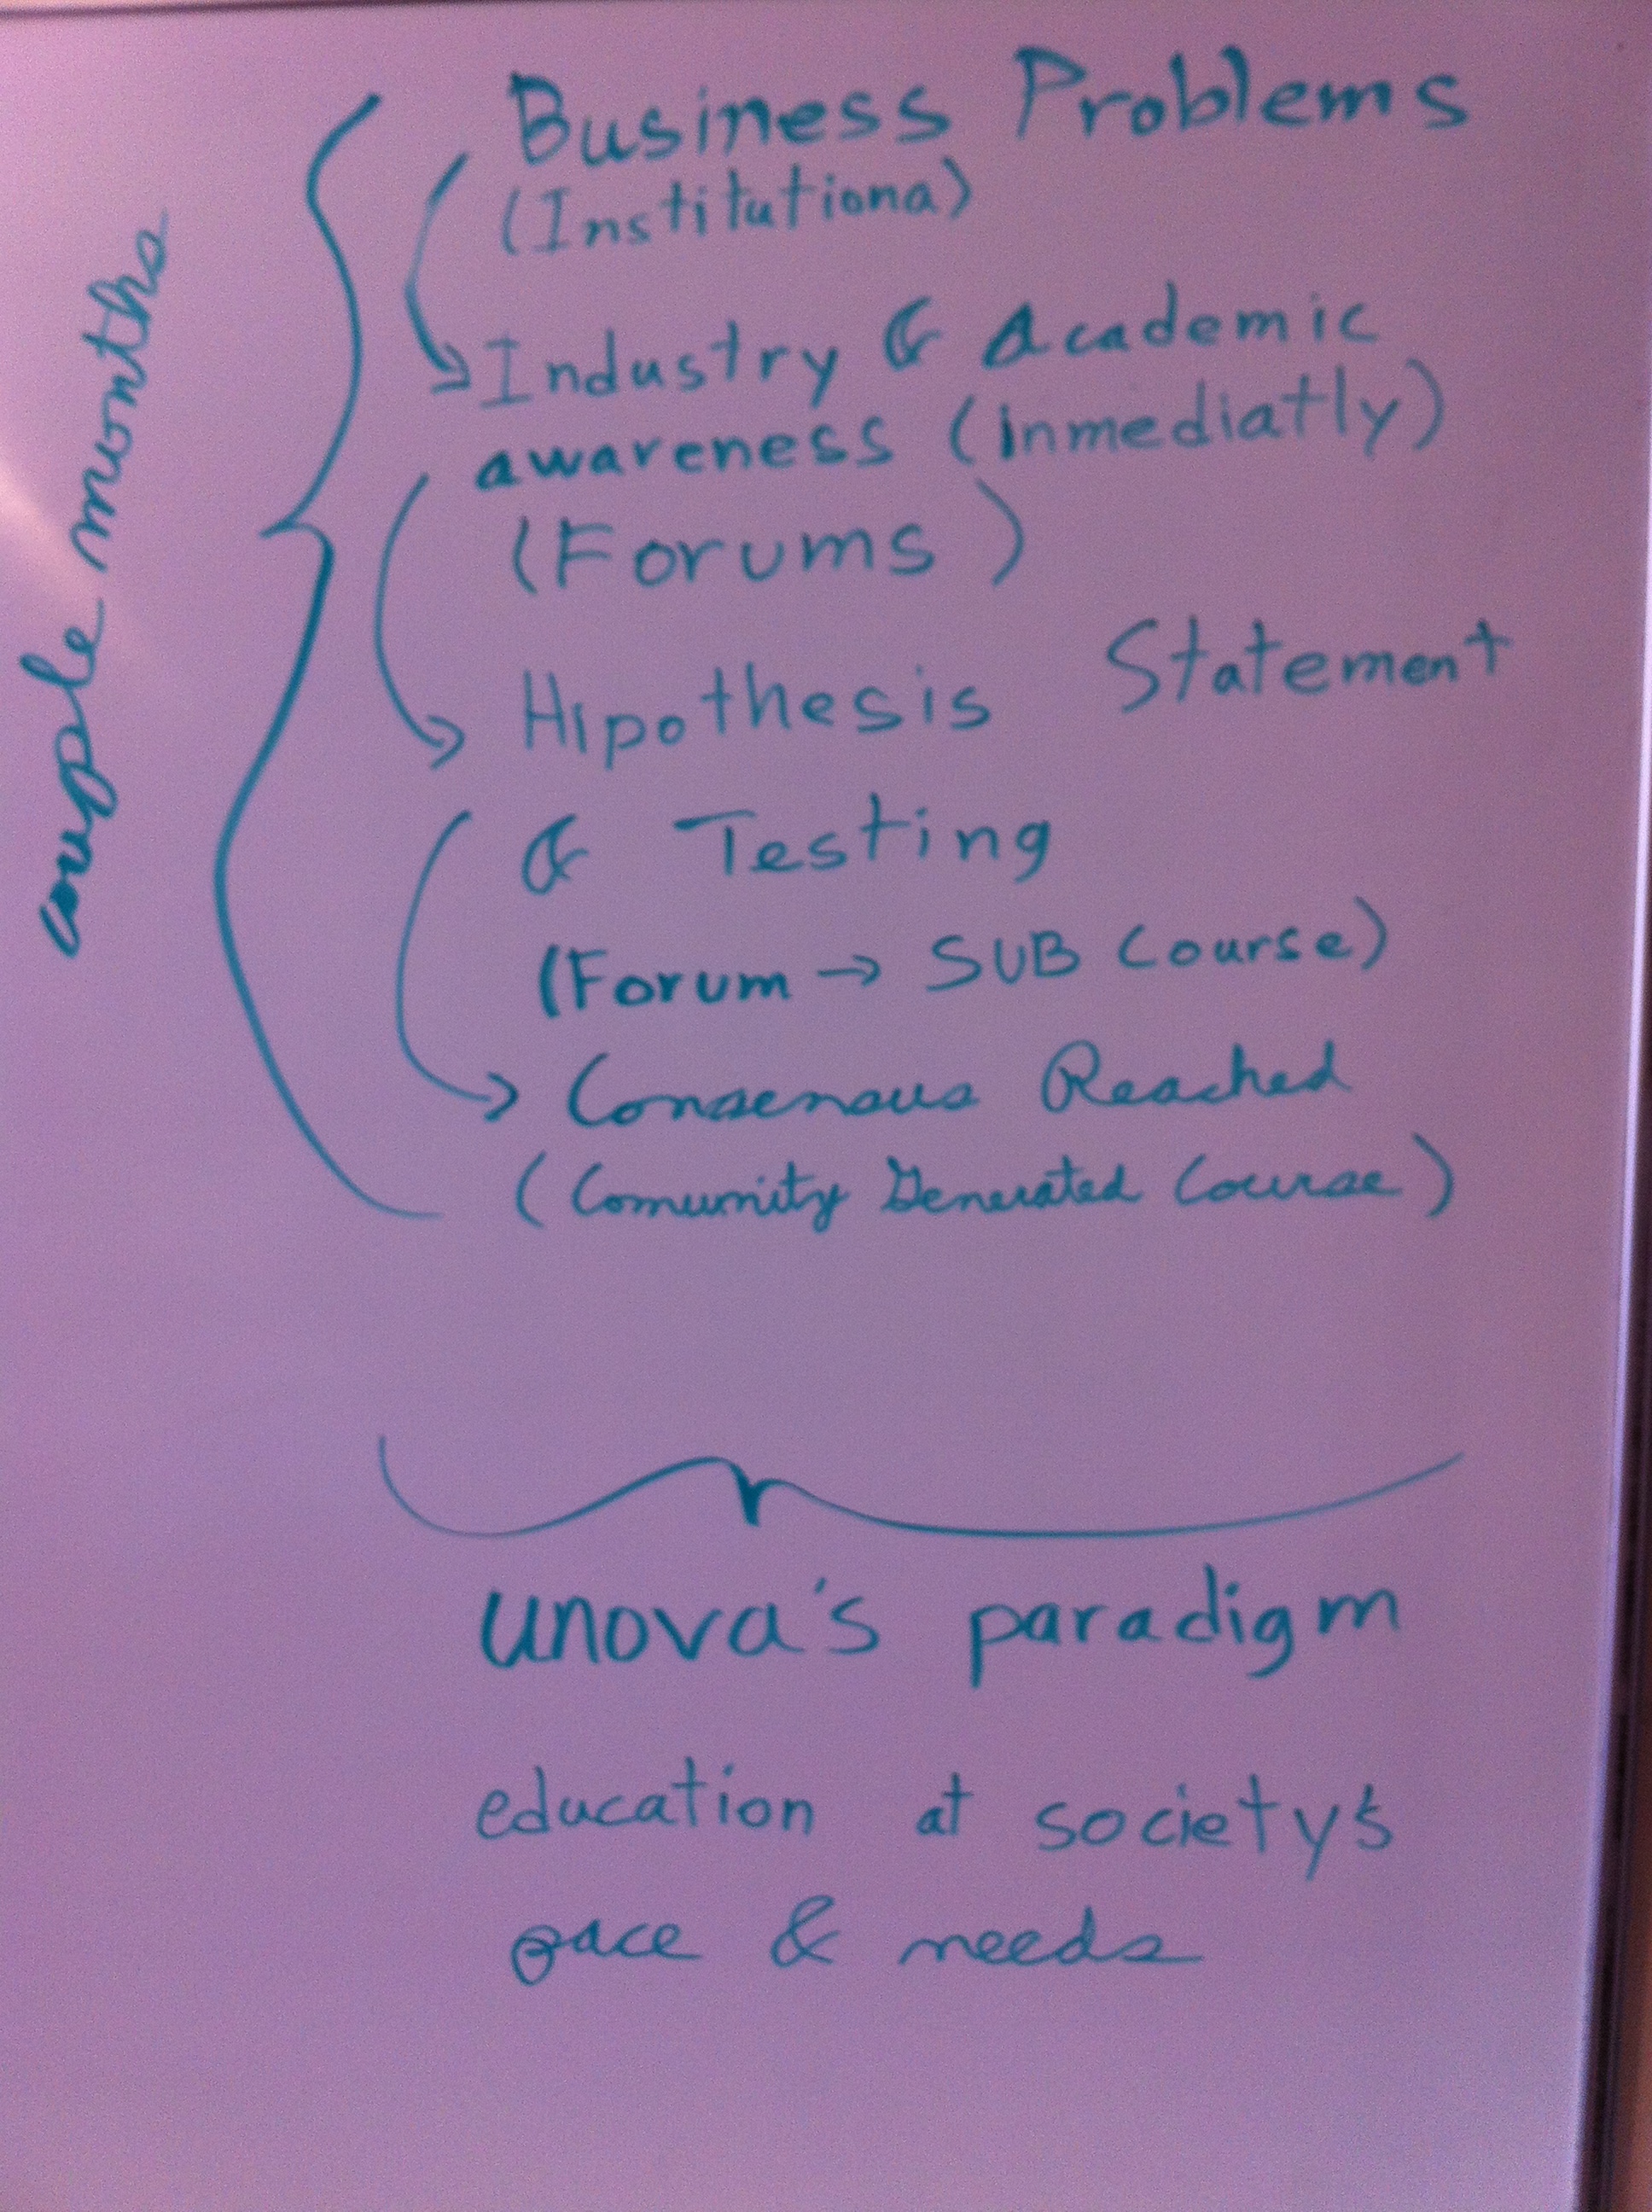 Business Problems
(Institutiona)
Industry & Academic
awareness (inmediatly)
(Forums)
Hipothesis Statement
& Testing
(Forum → SUB Course)
Consensus Reached
(Comunity Generated Course)
couple months
unova's paradigm
education at society's
pace & needs